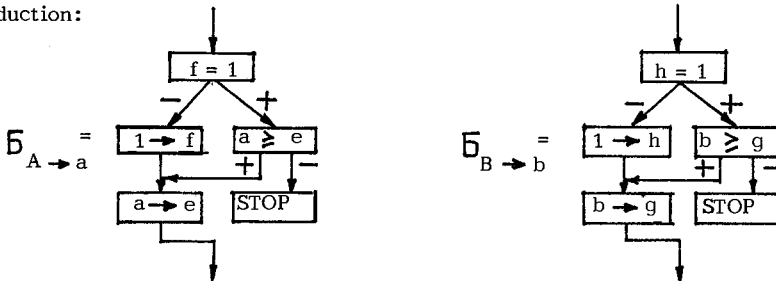 duction:
f = 1 h = 1
− + − +
Б A → a = 1 → f a ⩾ e Б B → b = 1 → h b ⩾ g
+ − + −
a → e STOP b → g STOP